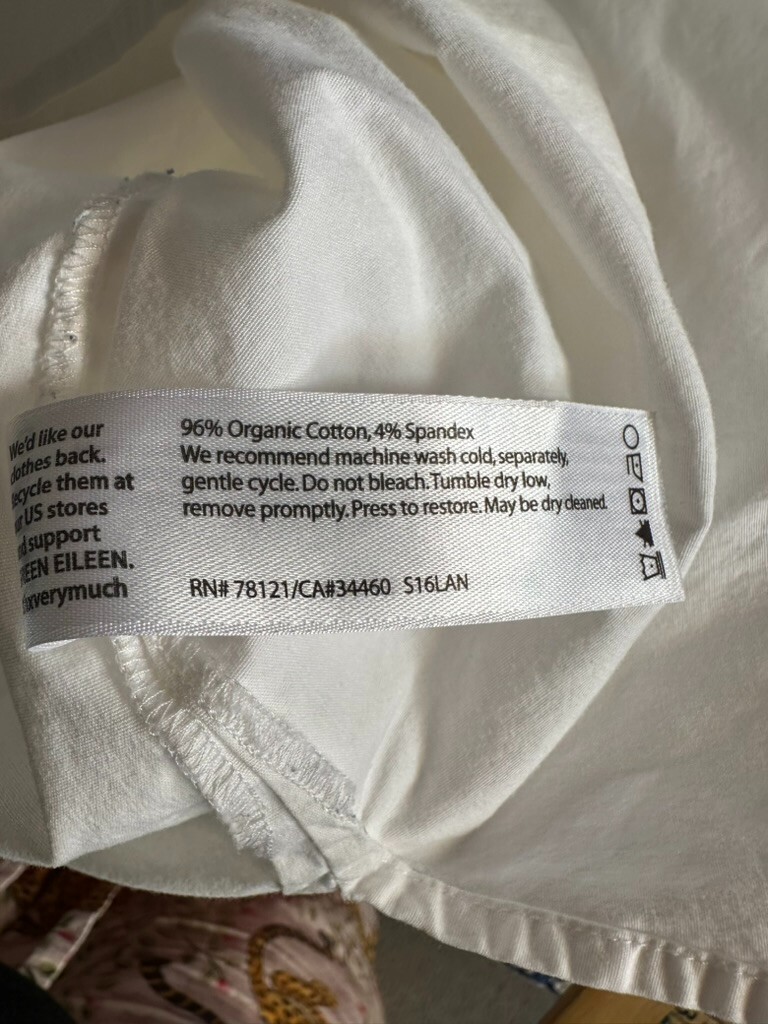 We'd like our
clothes back.
them at
US stores
support
EILEEN.
96% Organic Cotton, 4% Spandex
We recommend machine wash cold, separately,
gentle cycle. Do not bleach. Tumble dry low,
remove promptly. Press to restore. May be dry cleaned.
RN# 78121/CA#34460 S16LAN